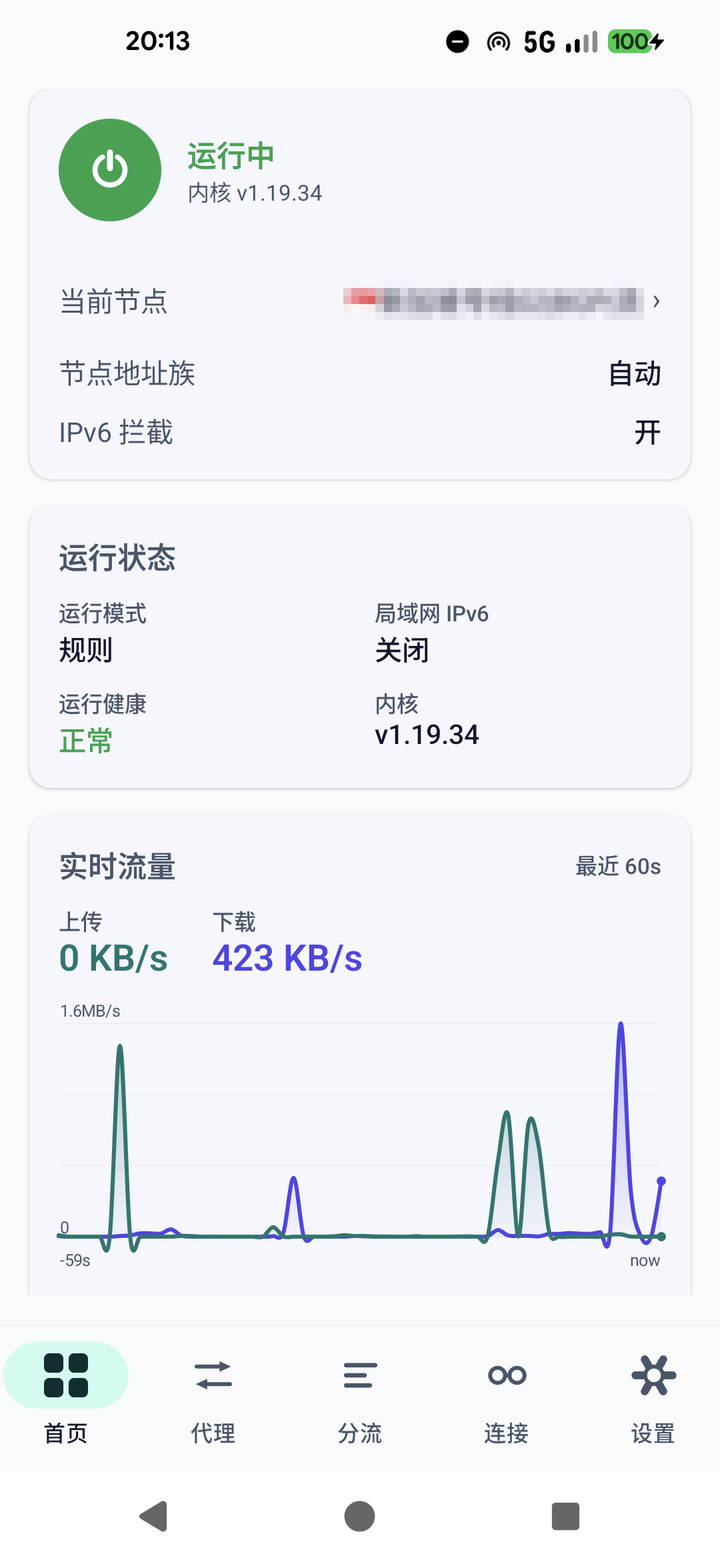 20:13
5G
100
运行中
内核 v1.19.34
当前节点
›
节点地址族 自动
IPv6 拦截 开
运行状态
运行模式 局域网 IPv6
规则 关闭
运行健康 内核
正常 v1.19.34
实时流量 最近 60s
上传 下载
0 KB/s 423 KB/s
1.6MB/s
0
-59s now
首页 代理 分流 连接 设置